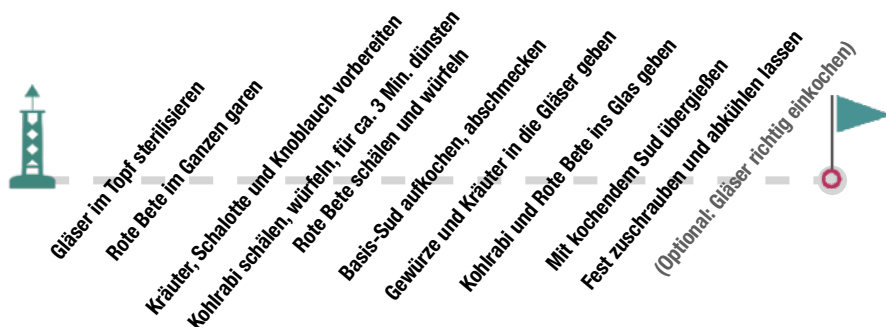 Gläser im Topf sterilisieren
Rote Bete im Ganzen garen
Kräuter, Schalotte und Knoblauch vorbereiten
Kohlrabi schälen, würfeln, für ca. 3 Min. dünsten
Rote Bete schälen und würfeln
Basis-Sud aufkochen, abschmecken
Gewürze und Kräuter in die Gläser geben
Kohlrabi und Rote Bete ins Glas geben
Mit kochendem Sud übergießen
Fest zuschrauben und abkühlen lassen
(Optional: Gläser richtig einkochen)